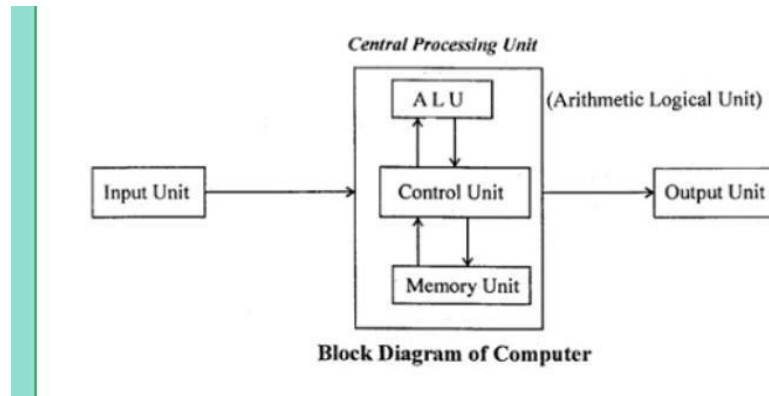 Central Processing Unit
A L U
(Arithmetic Logical Unit)
Input Unit
Control Unit
Output Unit
Memory Unit
Block Diagram of Computer